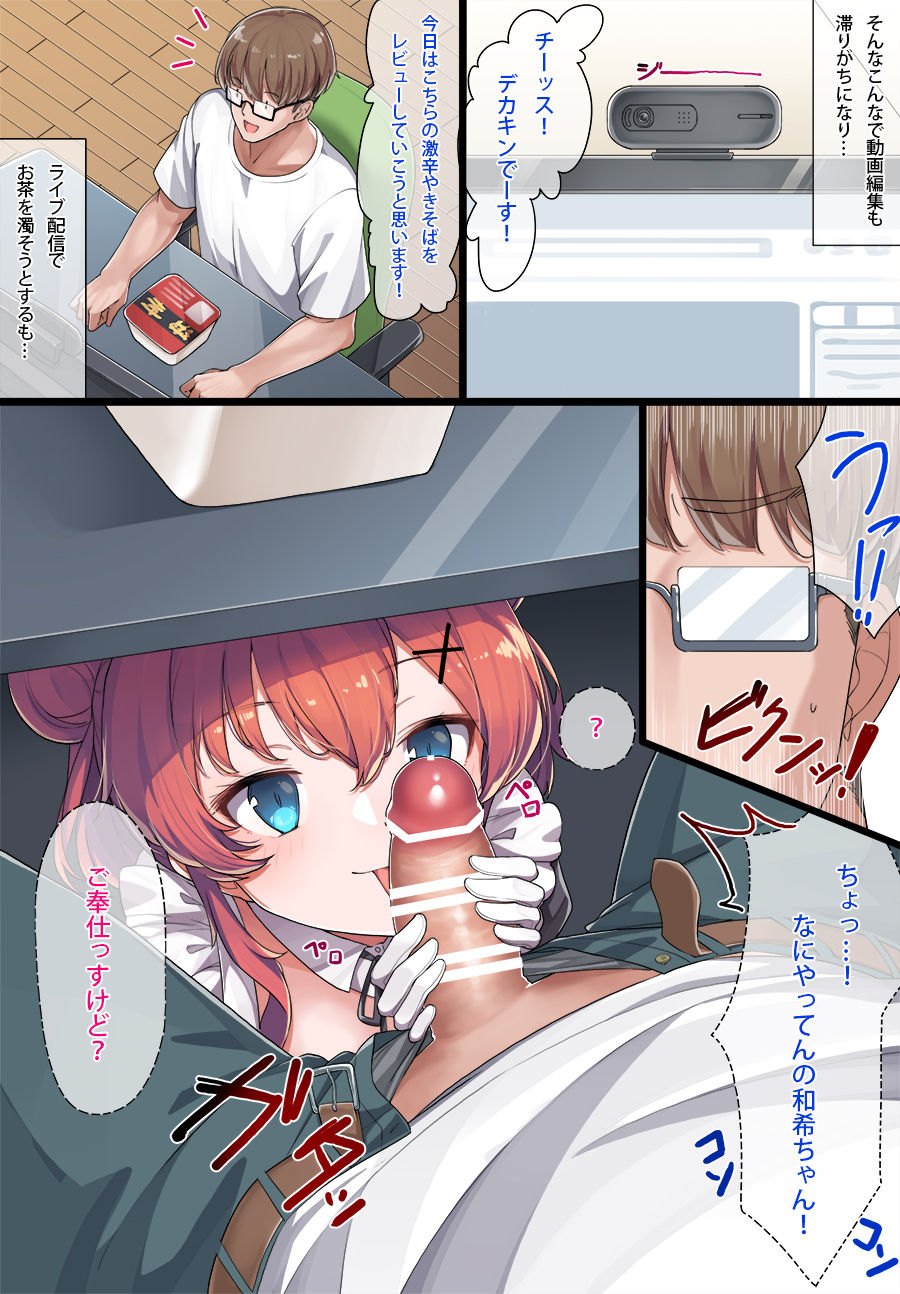 そんなこんなで動画編集も
滞りがちになり…
ジー
チーッス！
デカキンでーす！
今日はこちらの激辛やきそばを
レビューしていこうと思います！
ライブ配信で
お茶を濁そうとするも…
うっ!!
ビクンッ！
？
ペロ
ペロ
ご奉仕っすけど？
ちょっ…！
なにやってんの和希ちゃん！
ガタッ
コソ
コソ